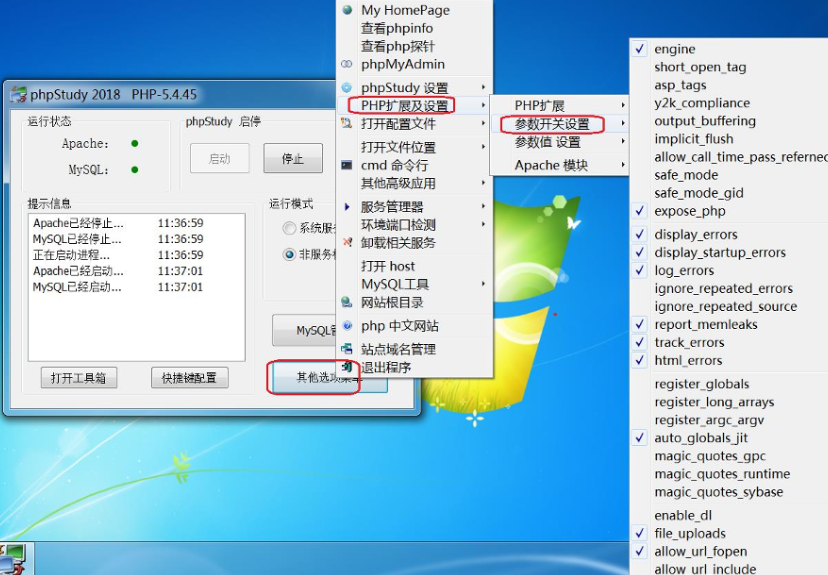 phpStudy 2018 PHP-5.4.45
运行状态
Apache:
MySQL:
phpStudy 启停
启动
停止
提示信息
Apache已经停止... 11:36:59
MySQL已经停止... 11:36:59
正在启动进程... 11:36:59
Apache已经启动... 11:37:01
MySQL已经启动... 11:37:01
运行模式
系统服
非服务
MySQL
打开工具箱
快捷键配置
其他选项菜单
My HomePage
查看phpinfo
查看php探针
phpMyAdmin
phpStudy 设置
PHP扩展及设置
打开配置文件
打开文件位置
cmd 命令行
其他高级应用
服务管理器
环境端口检测
卸载相关服务
打开 host
MySQL工具
网站根目录
php 中文网站
站点域名管理
退出程序
PHP扩展
参数开关设置
参数值 设置
Apache 模块
engine
short_open_tag
asp_tags
y2k_compliance
output_buffering
implicit_flush
allow_call_time_pass_referenc
safe_mode
safe_mode_gid
expose_php
display_errors
display_startup_errors
log_errors
ignore_repeated_errors
ignore_repeated_source
report_memleaks
track_errors
html_errors
register_globals
register_long_arrays
register_argc_argv
auto_globals_jit
magic_quotes_gpc
magic_quotes_runtime
magic_quotes_sybase
enable_dl
file_uploads
allow_url_fopen
allow_url_include